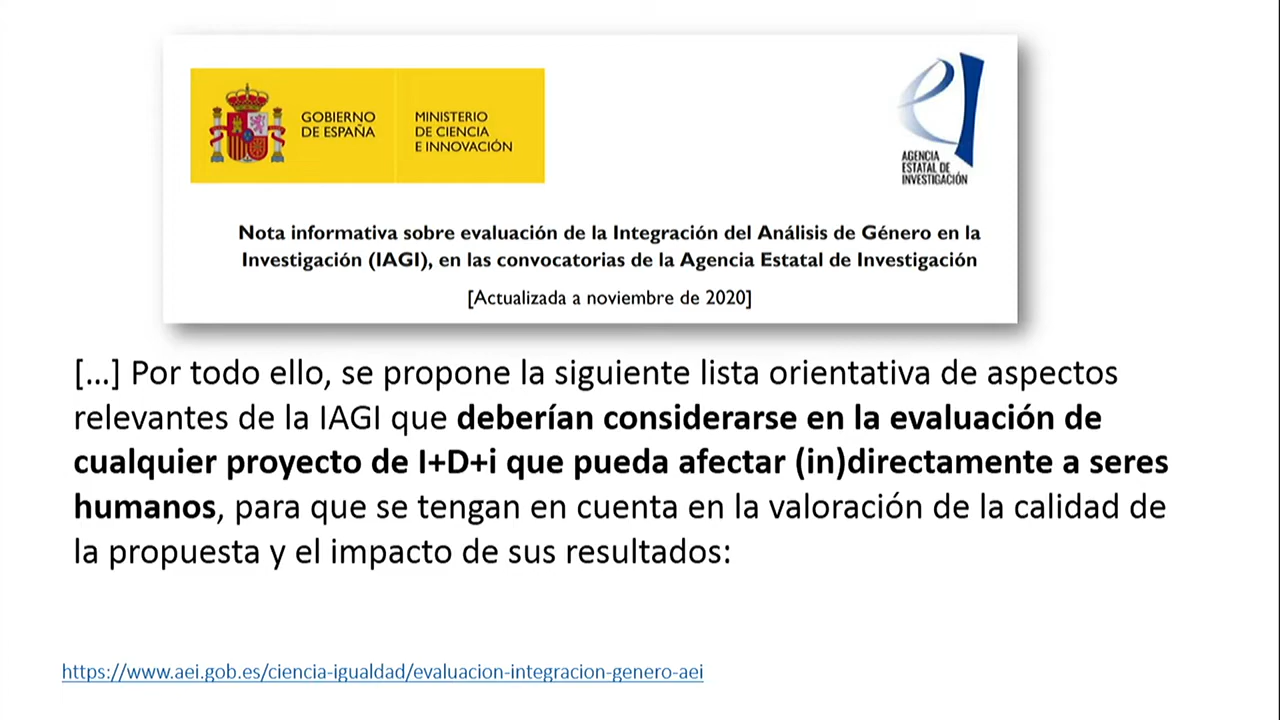 GOBIERNO
DE ESPAÑA
MINISTERIO
DE CIENCIA
E INNOVACIÓN
AGENCIA
ESTATAL DE
INVESTIGACIÓN
Nota informativa sobre evaluación de la Integración del Análisis de Género en la
Investigación (IAGI), en las convocatorias de la Agencia Estatal de Investigación
[Actualizada a noviembre de 2020]
[...] Por todo ello, se propone la siguiente lista orientativa de aspectos
relevantes de la IAGI que deberían considerarse en la evaluación de
cualquier proyecto de I+D+i que pueda afectar (in)directamente a seres
humanos, para que se tengan en cuenta en la valoración de la calidad de
la propuesta y el impacto de sus resultados:
https://www.aei.gob.es/ciencia-igualdad/evaluacion-integracion-genero-aei